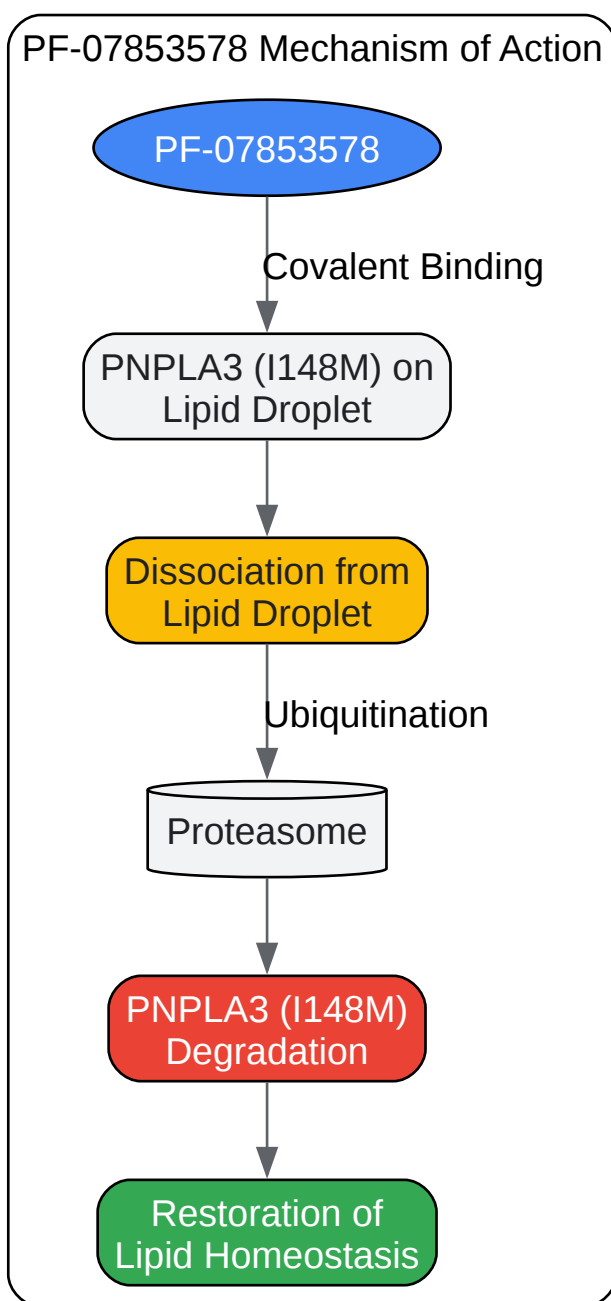 PF-07853578 Mechanism of Action
PF-07853578
Covalent Binding
PNPLA3 (I148M) on
Lipid Droplet
Dissociation from
Lipid Droplet
Ubiquitination
Proteasome
PNPLA3 (I148M)
Degradation
Restoration of
Lipid Homeostasis